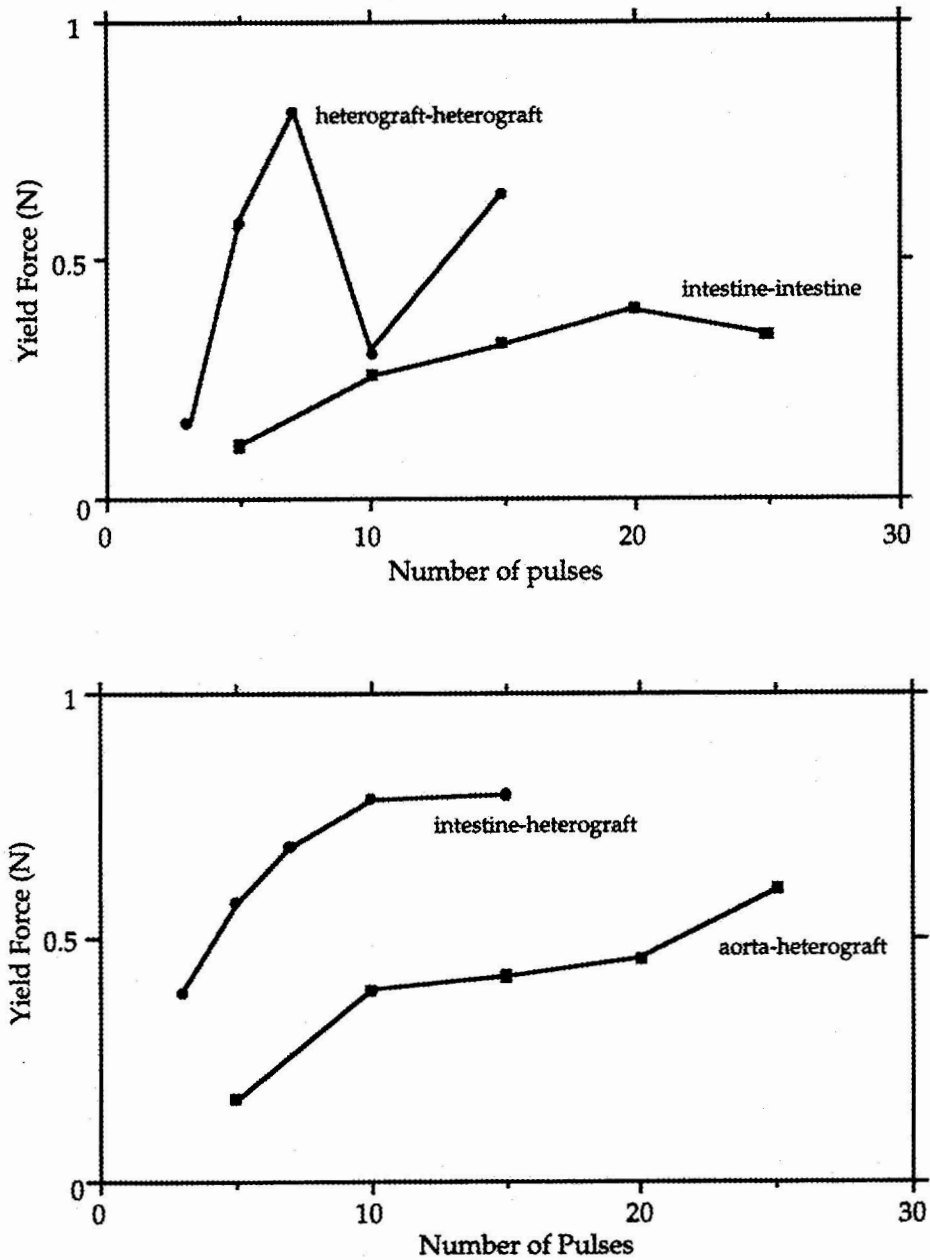 1
heterograft-heterograft
Yield Force (N)
0.5
intestine-intestine
0
0 10 20 30
Number of pulses
1
intestine-heterograft
Yield Force (N)
0.5
aorta-heterograft
0
0 10 20 30
Number of Pulses